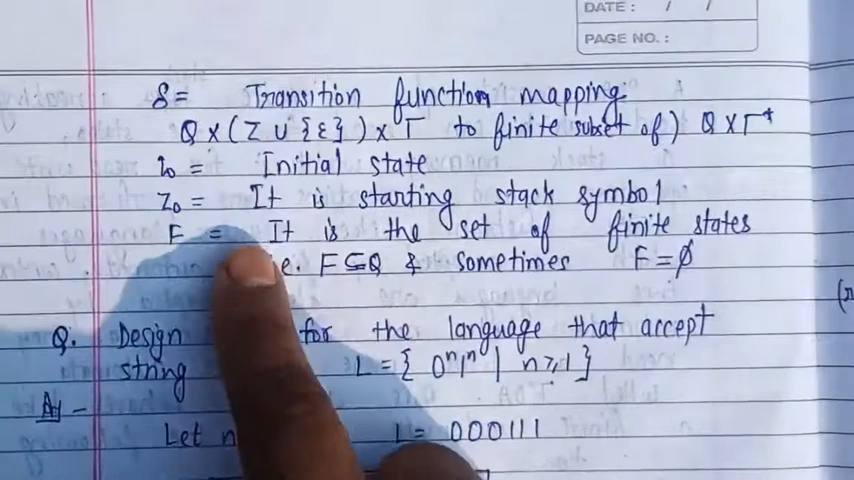 DATE : / /
PAGE NO. :
δ = Transition function mapping.
Q × (Σ ∪ {ε}) × Γ to finite subset of) Q × Γ*
q₀ = Initial state
Z₀ = It is starting stack symbol
F = It is the set of finite states
i.e. F ⊆ Q & sometimes F = ∅
Q. Design for the language that accept
string L = { 0ⁿ1ⁿ | n ≥ 1 }
Let n L = 000111